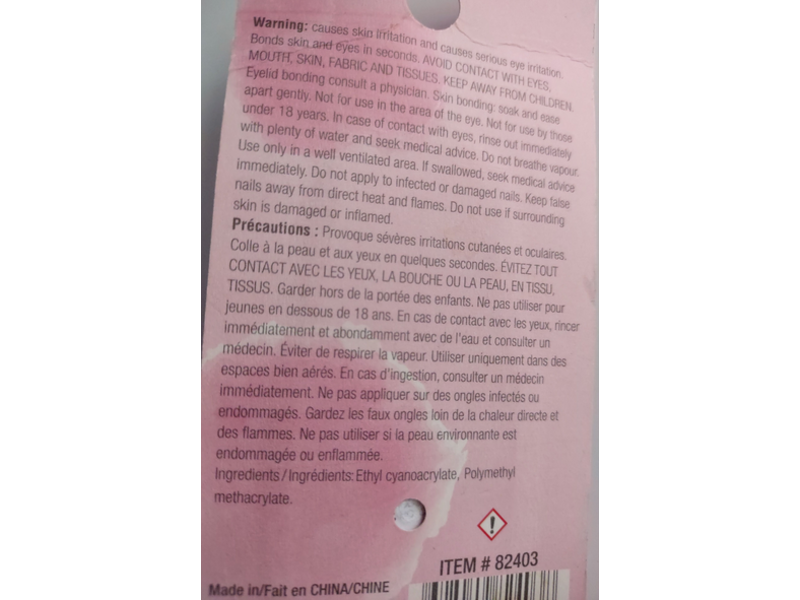 Warning: causes skin irritation and causes serious eye irritation.
Bonds skin and eyes in seconds. AVOID CONTACT WITH EYES,
MOUTH, SKIN, FABRIC AND TISSUES. KEEP AWAY FROM CHILDREN.
Eyelid bonding consult a physician. Skin bonding: soak and ease
apart gently. Not for use in the area of the eye. Not for use by those
under 18 years. In case of contact with eyes, rinse out immediately
with plenty of water and seek medical advice. Do not breathe vapour.
Use only in a well ventilated area. If swallowed, seek medical advice
immediately. Do not apply to infected or damaged nails. Keep false
nails away from direct heat and flames. Do not use if surrounding
skin is damaged or inflamed.
Précautions : Provoque sévères irritations cutanées et oculaires.
Colle à la peau et aux yeux en quelques secondes. ÉVITEZ TOUT
CONTACT AVEC LES YEUX, LA BOUCHE OU LA PEAU, EN TISSU,
TISSUS. Garder hors de la portée des enfants. Ne pas utiliser pour
jeunes en dessous de 18 ans. En cas de contact avec les yeux, rincer
immédiatement et abondamment avec de l'eau et consulter un
médecin. Éviter de respirer la vapeur. Utiliser uniquement dans des
espaces bien aérés. En cas d'ingestion, consulter un médecin
immédiatement. Ne pas appliquer sur des ongles infectés ou
endommagés. Gardez les faux ongles loin de la chaleur directe et
des flammes. Ne pas utiliser si la peau environnante est
endommagée ou enflammée.
Ingredients / Ingrédients: Ethyl cyanoacrylate, Polymethyl
methacrylate.
ITEM # 82403
Made in/Fait en CHINA/CHINE